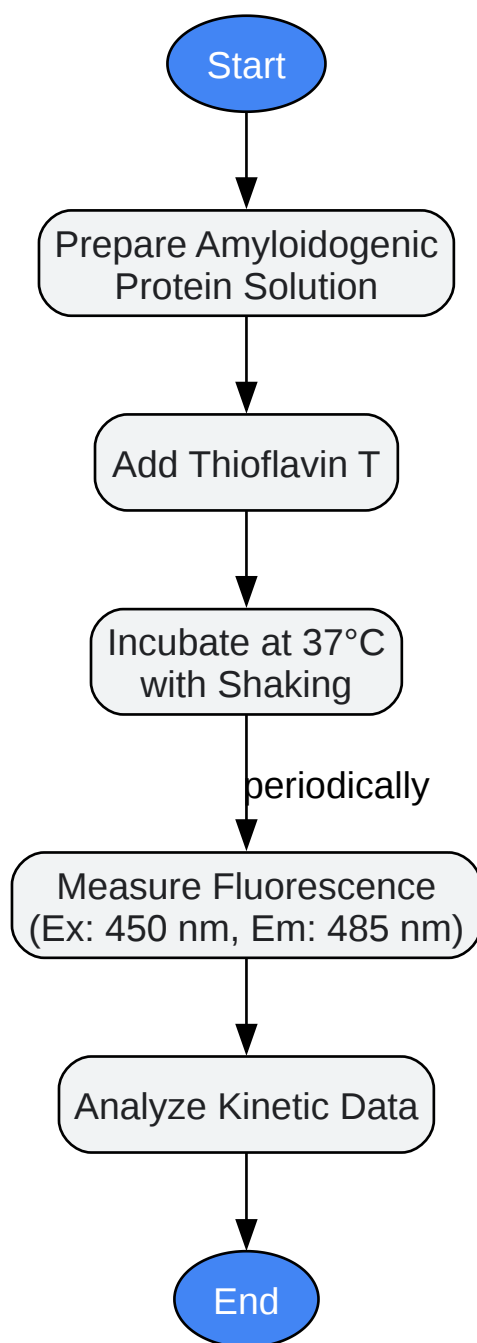 Start
Prepare Amyloidogenic
Protein Solution
Add Thioflavin T
Incubate at 37°C
with Shaking
periodically
Measure Fluorescence
(Ex: 450 nm, Em: 485 nm)
Analyze Kinetic Data
End